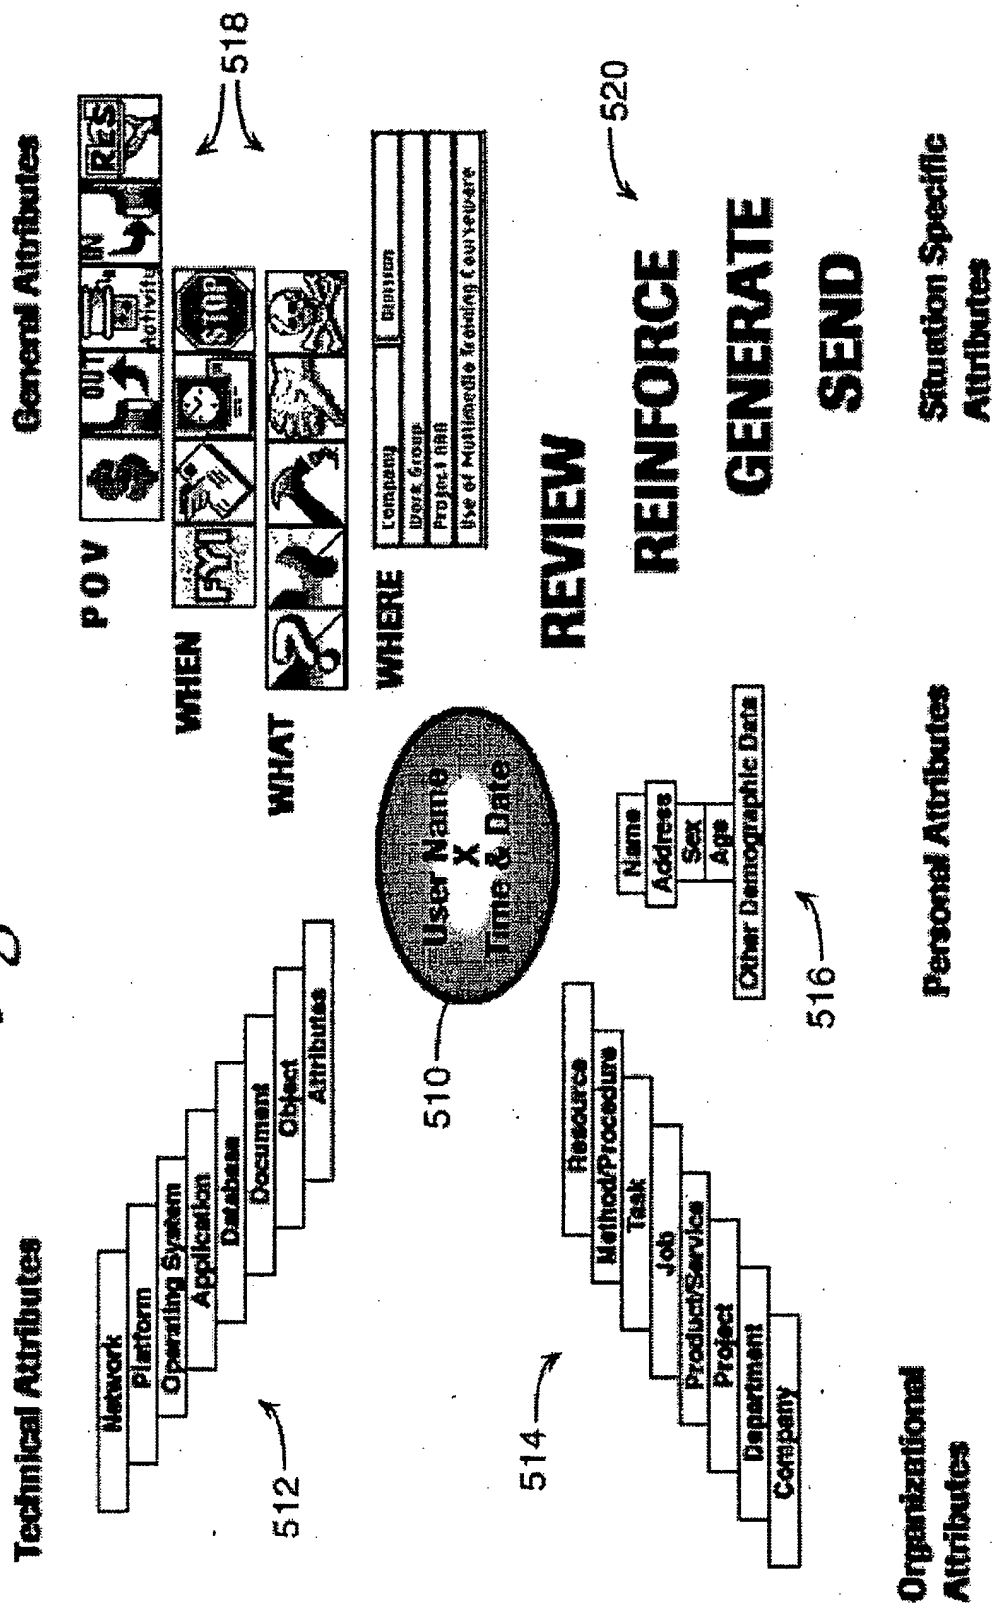 Technical Attributes
Network
Platform
Operating System
Application
Database
Document
Object
Attributes
512
General Attributes
518
POV
OUT
Activity
IN
RES
WHEN
FYI
STOP
WHAT
WHERE
Company
Division
Work Group
Project AAA
Use of Multimedia Training Courseware
510
User Name
X
Time & Date
514
Resource
Method/Procedure
Task
Job
Product/Service
Project
Department
Company
Organizational
Attributes
Name
Address
Sex
Age
Other Demographic Data
516
Personal Attributes
520
REVIEW
REINFORCE
GENERATE
SEND
Situation Specific
Attributes